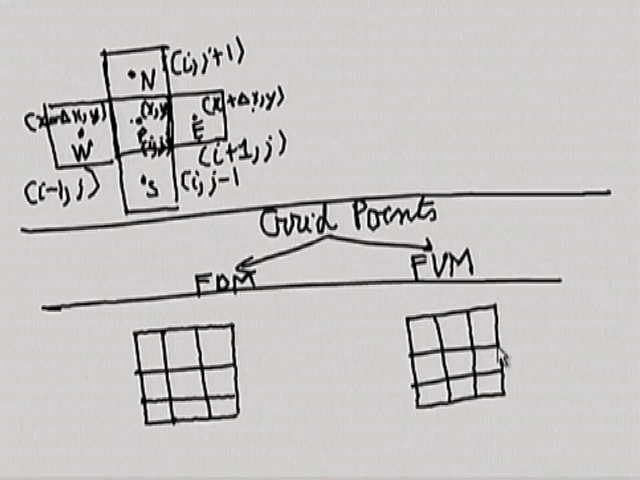 N (i, j+1)
(x-Δx, y) (x, y) (x+Δx, y)
W P E
(i, j) (i+1, j)
(i-1, j) S (i, j-1
Grid Points
FDM FVM